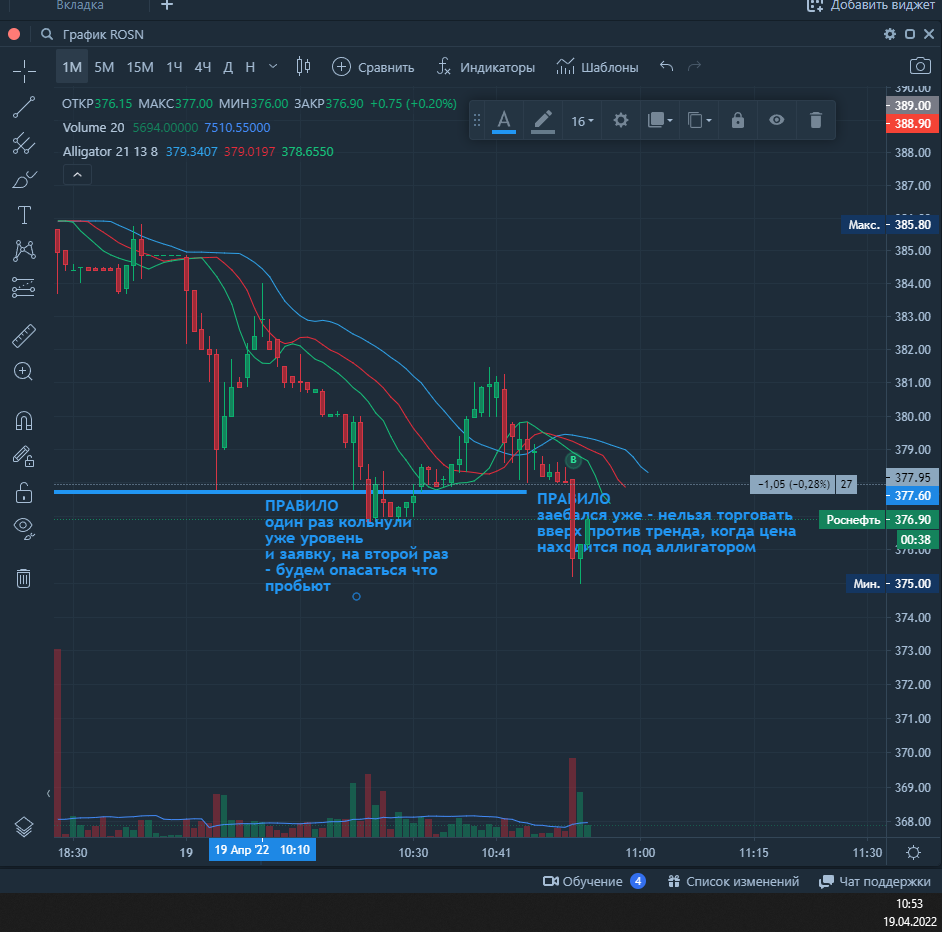 Вкладка
Добавить виджет
График ROSN
1М 5М 15М 1Ч 4Ч Д Н Сравнить Индикаторы Шаблоны
ОТКР376.15 МАКС377.00 МИН376.00 ЗАКР376.90 +0.75 (+0.20%)
Volume 20 5694.00000 7510.55000
Alligator 21 13 8 379.3407 379.0197 378.6550
A 16
390.00
389.00
388.90
388.00
387.00
Макс. 385.80
385.00
384.00
383.00
382.00
381.00
380.00
379.00
B
−1,05 (−0,28%) 27
377.95
377.60
ПРАВИЛО
один раз кольнули
уже уровень
и заявку, на второй раз
- будем опасаться что
пробьют
ПРАВИЛО
заебался уже - нельзя торговать
вверх против тренда, когда цена
находится под аллигатором
Роснефть 376.90
00:38
376.00
Мин. 375.00
374.00
373.00
372.00
371.00
370.00
369.00
368.00
18:30 19 19 Апр '22 10:10 10:30 10:41 11:00 11:15 11:30
Обучение 4 Список изменений Чат поддержки
10:53
19.04.2022